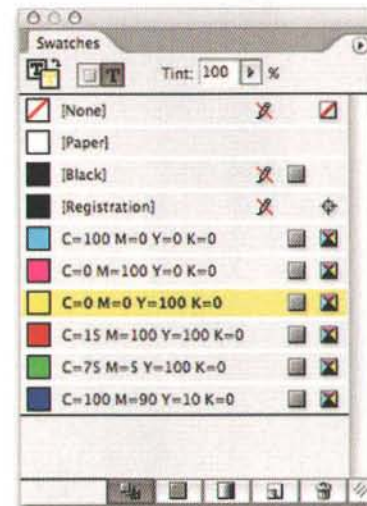 Swatches
T T Tint: 100 %
[None]
[Paper]
[Black]
[Registration]
C=100 M=0 Y=0 K=0
C=0 M=100 Y=0 K=0
C=0 M=0 Y=100 K=0
C=15 M=100 Y=100 K=0
C=75 M=5 Y=100 K=0
C=100 M=90 Y=10 K=0